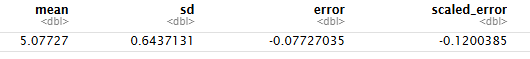 mean sd error scaled_error
<dbl> <dbl> <dbl> <dbl>
5.07727 0.6437131 -0.07727035 -0.1200385